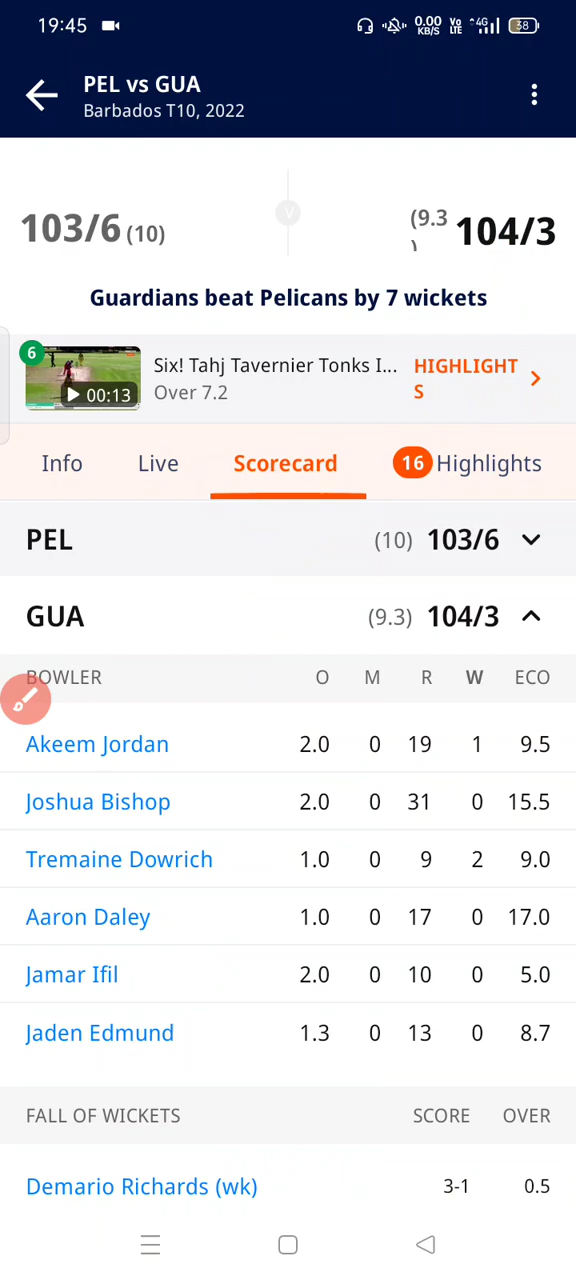 19:45 0.00 KB/S Vo LTE 4G 38
PEL vs GUA
Barbados T10, 2022
V
103/6 (10) (9.3) 104/3
Guardians beat Pelicans by 7 wickets
6 Six! Tahj Tavernier Tonks I... HIGHLIGHTS
00:13 Over 7.2
Info Live Scorecard 16 Highlights
PEL (10) 103/6
GUA (9.3) 104/3
BOWLER O M R W ECO
Akeem Jordan 2.0 0 19 1 9.5
Joshua Bishop 2.0 0 31 0 15.5
Tremaine Dowrich 1.0 0 9 2 9.0
Aaron Daley 1.0 0 17 0 17.0
Jamar Ifil 2.0 0 10 0 5.0
Jaden Edmund 1.3 0 13 0 8.7
FALL OF WICKETS SCORE OVER
Demario Richards (wk) 3-1 0.5